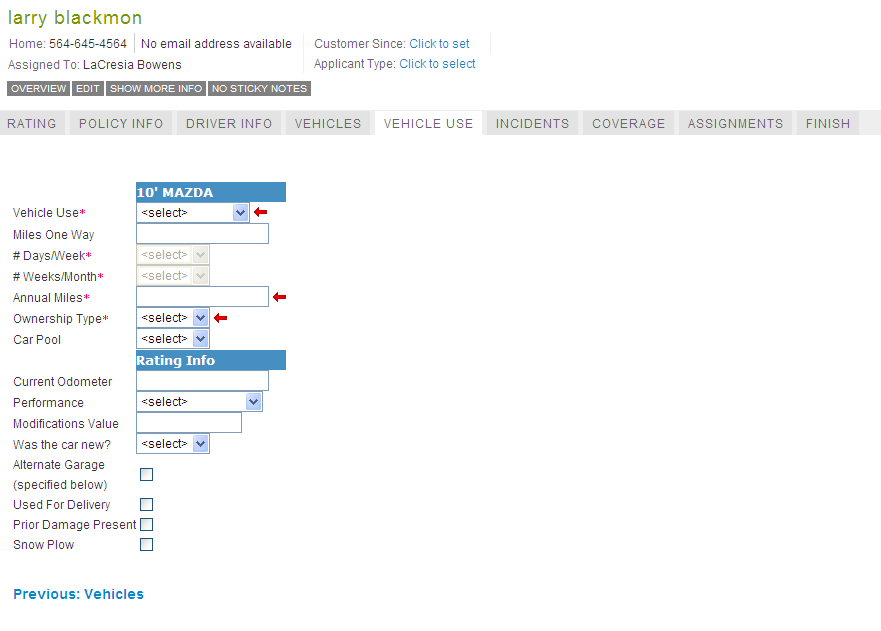 larry blackmon
Home: 564-645-4564 No email address available Customer Since: Click to set
Assigned To: LaCresia Bowens Applicant Type: Click to select
OVERVIEW EDIT SHOW MORE INFO NO STICKY NOTES
RATING POLICY INFO DRIVER INFO VEHICLES VEHICLE USE INCIDENTS COVERAGE ASSIGNMENTS FINISH
10' MAZDA
Vehicle Use* <select>
Miles One Way
# Days/Week* <select>
# Weeks/Month* <select>
Annual Miles*
Ownership Type* <select>
Car Pool <select>
Rating Info
Current Odometer
Performance <select>
Modifications Value
Was the car new? <select>
Alternate Garage
(specified below)
Used For Delivery
Prior Damage Present
Snow Plow
Previous: Vehicles